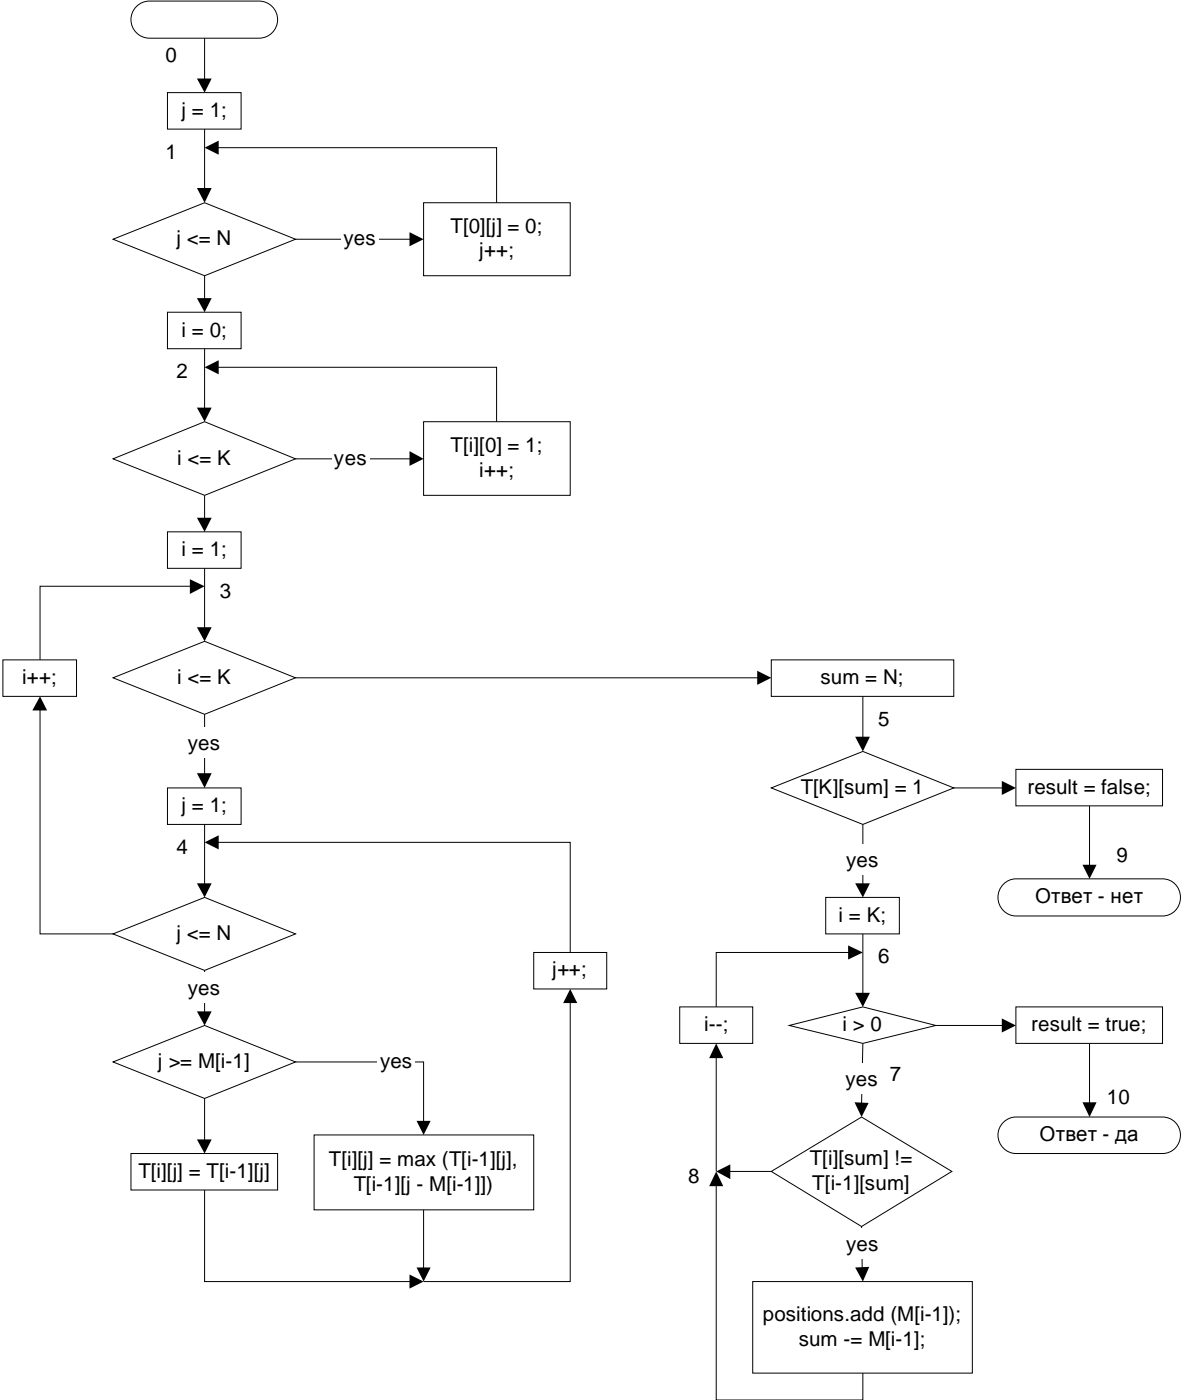 0
j = 1;
1
j <= N
yes
T[0][j] = 0;
j++;
i = 0;
2
i <= K
yes
T[i][0] = 1;
i++;
i = 1;
3
i++;
i <= K
yes
j = 1;
4
j <= N
yes
j++;
j >= M[i-1]
yes
T[i][j] = T[i-1][j]
T[i][j] = max (T[i-1][j],
T[i-1][j - M[i-1]])
sum = N;
5
T[K][sum] = 1
result = false;
9
Ответ - нет
yes
i = K;
6
i--;
i > 0
result = true;
10
Ответ - да
yes
7
T[i][sum] !=
T[i-1][sum]
8
yes
positions.add (M[i-1]);
sum -= M[i-1];